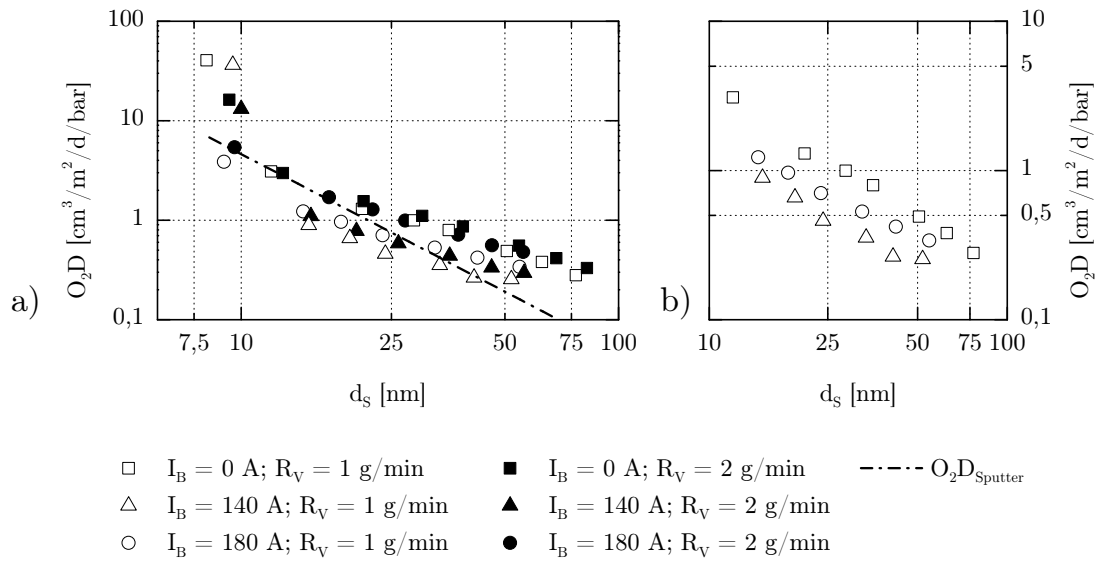 100
10
1
0,1
O₂D [cm³/m²/d/bar]
a)
7,5 10 25 50 75 100
dS [nm]
10
5
1
0,5
0,1
O₂D [cm³/m²/d/bar]
b)
10 25 50 75 100
dS [nm]
IB = 0 A; RV = 1 g/min
IB = 140 A; RV = 1 g/min
IB = 180 A; RV = 1 g/min
IB = 0 A; RV = 2 g/min
IB = 140 A; RV = 2 g/min
IB = 180 A; RV = 2 g/min
O₂DSputter